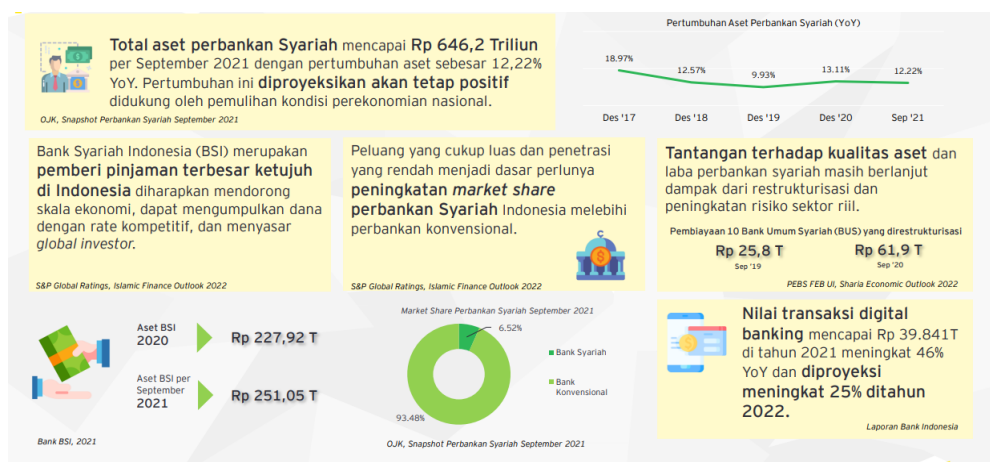 Total aset perbankan Syariah mencapai Rp 646,2 Triliun
per September 2021 dengan pertumbuhan aset sebesar 12,22%
YoY. Pertumbuhan ini diproyeksikan akan tetap positif
didukung oleh pemulihan kondisi perekonomian nasional.
OJK, Snapshot Perbankan Syariah September 2021
Pertumbuhan Aset Perbankan Syariah (YoY)
18.97%
12.57%
9.93%
13.11%
12.22%
Des '17
Des '18
Des '19
Des '20
Sep '21
Bank Syariah Indonesia (BSI) merupakan
pemberi pinjaman terbesar ketujuh
di Indonesia diharapkan mendorong
skala ekonomi, dapat mengumpulkan dana
dengan rate kompetitif, dan menyasar
global investor.
S&P Global Ratings, Islamic Finance Outlook 2022
Peluang yang cukup luas dan penetrasi
yang rendah menjadi dasar perlunya
peningkatan market share
perbankan Syariah Indonesia melebihi
perbankan konvensional.
S&P Global Ratings, Islamic Finance Outlook 2022
Tantangan terhadap kualitas aset dan
laba perbankan syariah masih berlanjut
dampak dari restrukturisasi dan
peningkatan risiko sektor riil.
Pembiayaan 10 Bank Umum Syariah (BUS) yang direstrukturisasi
Rp 25,8 T
Sep '19
Rp 61,9 T
Sep '20
PEBS FEB UI, Sharia Economic Outlook 2022
Aset BSI
2020
Rp 227,92 T
Aset BSI per
September
2021
Rp 251,05 T
Bank BSI, 2021
Market Share Perbankan Syariah September 2021
6.52%
93.48%
Bank Syariah
Bank
Konvensional
OJK, Snapshot Perbankan Syariah September 2021
Nilai transaksi digital
banking mencapai Rp 39.841T
di tahun 2021 meningkat 46%
YoY dan diproyeksi
meningkat 25% ditahun
2022.
Laporan Bank Indonesia